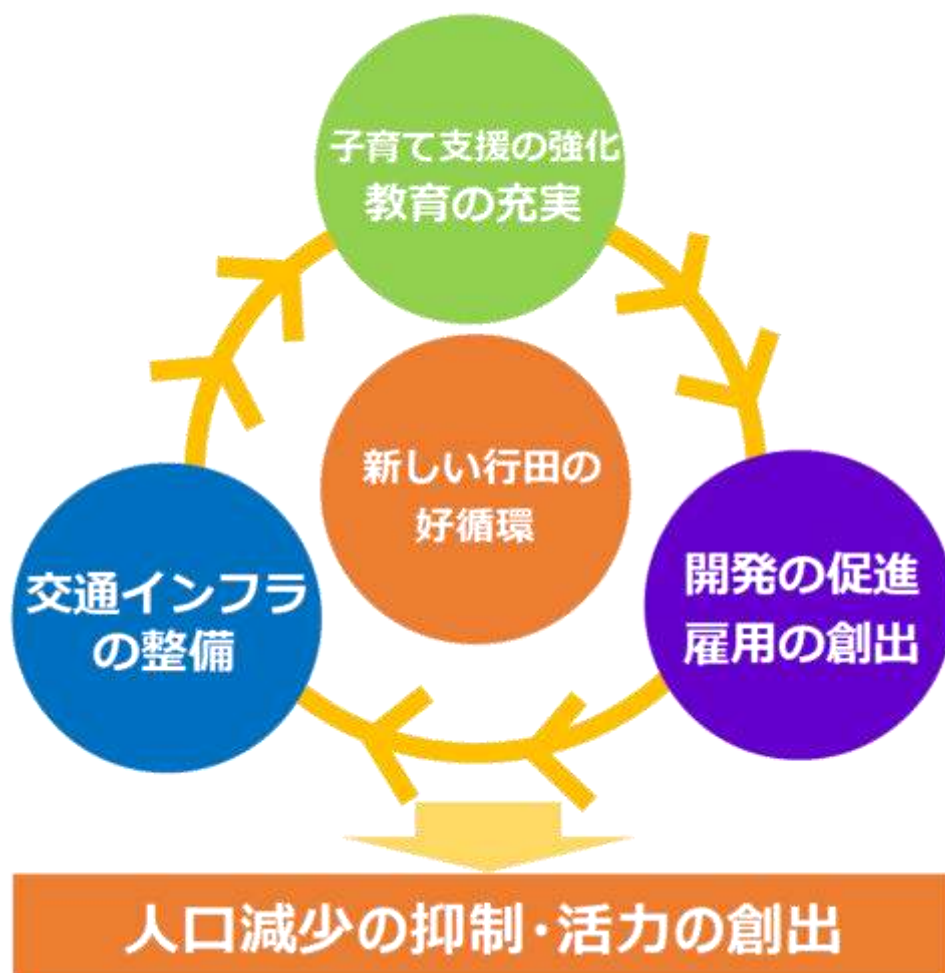 子育て支援の強化
教育の充実
新しい行田の
好循環
交通インフラ
の整備
開発の促進
雇用の創出
人口減少の抑制・活力の創出